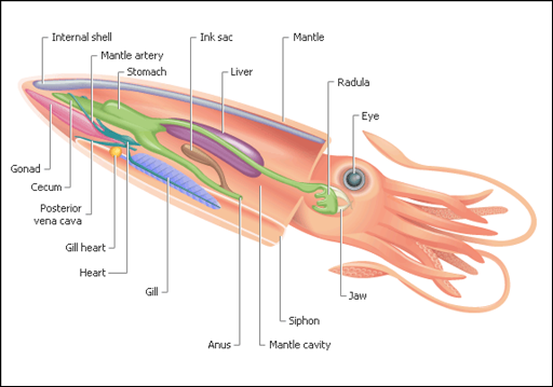 Internal shell
Ink sac
Mantle
Mantle artery
Stomach
Liver
Radula
Eye
Gonad
Cecum
Posterior
vena cava
Gill heart
Heart
Gill
Jaw
Siphon
Anus
Mantle cavity